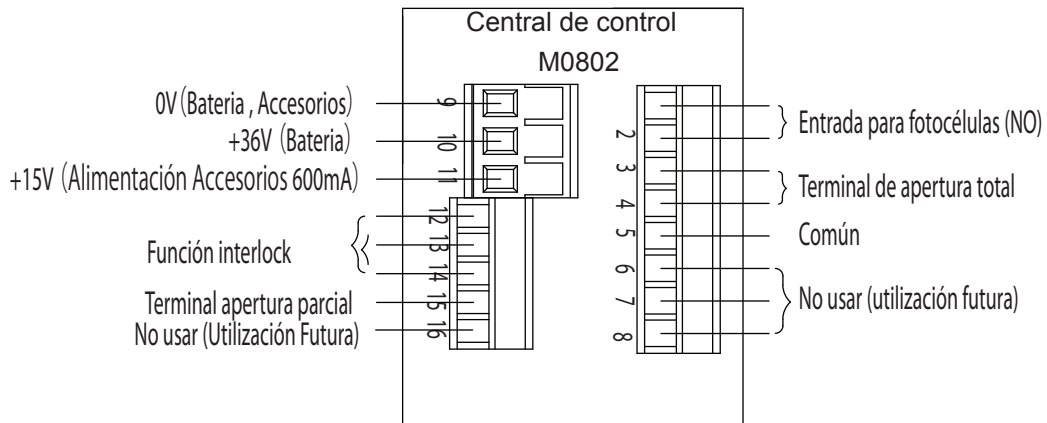 Central de control
M0802
0V (Bateria , Accesorios)
+36V (Bateria)
+15V (Alimentación Accesorios 600mA)
Función interlock
Terminal apertura parcial
No usar (Utilización Futura)
9
10
11
12
13
14
15
16
2
3
4
5
6
7
8
Entrada para fotocélulas (NO)
Terminal de apertura total
Común
No usar (utilización futura)